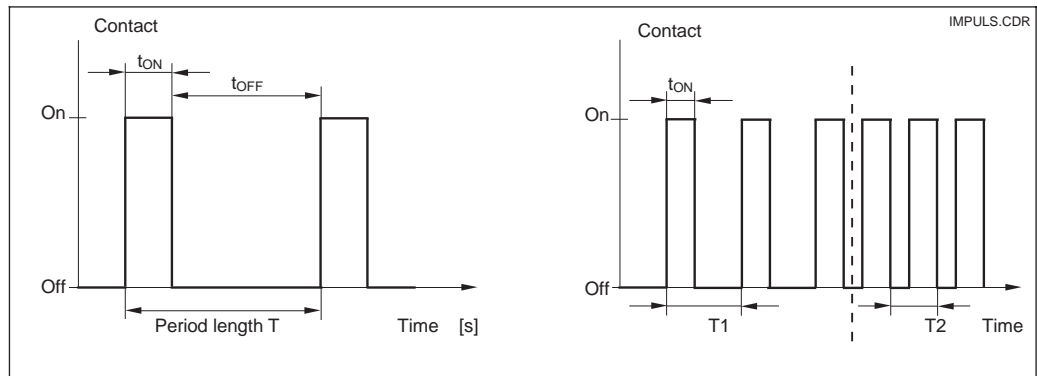 IMPULS.CDR
Contact
tON
tOFF
On
Off
Period length T
Time [s]
Contact
tON
On
Off
T1
T2
Time